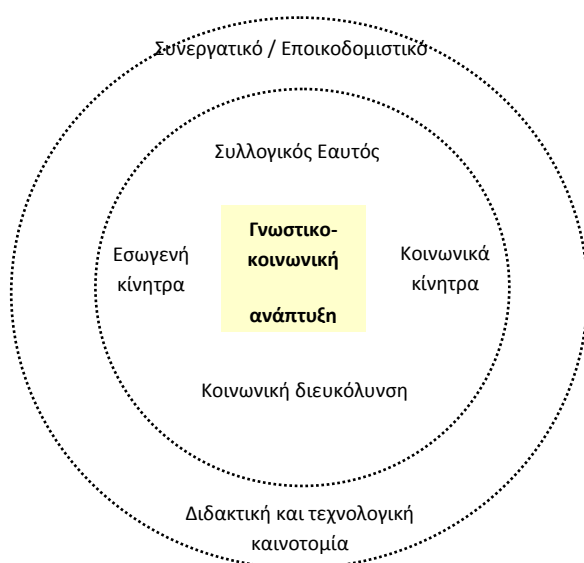 Συνεργατικό / Εποικοδομιστικό
Συλλογικός Εαυτός
Γνωστικο-
κοινωνική
ανάπτυξη
Εσωγενή
κίνητρα
Κοινωνικά
κίνητρα
Κοινωνική διευκόλυνση
Διδακτική και τεχνολογική
καινοτομία